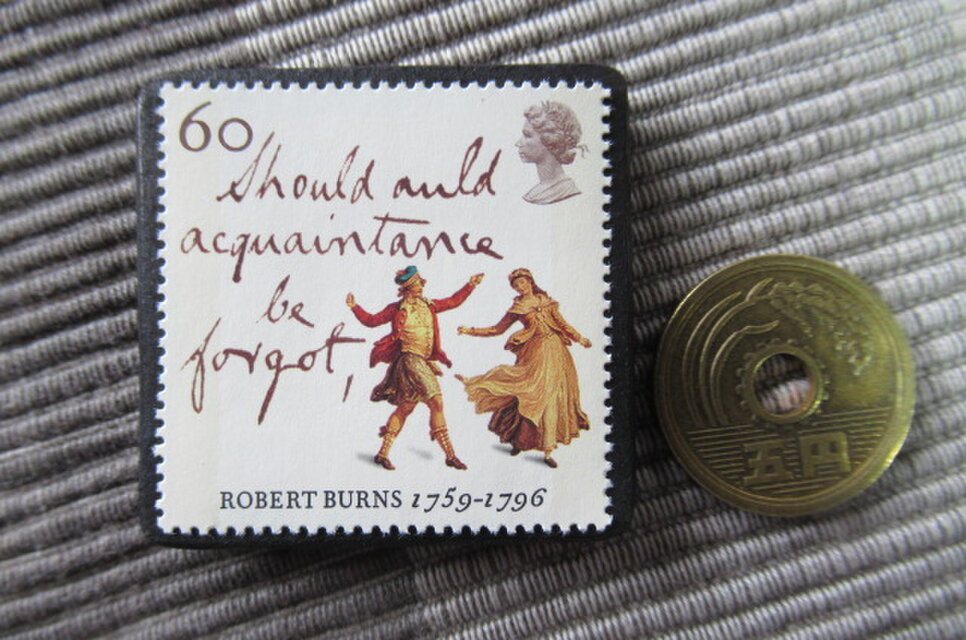 60
Should auld
acquaintance
be
forgot,
ROBERT BURNS 1759-1796
五円